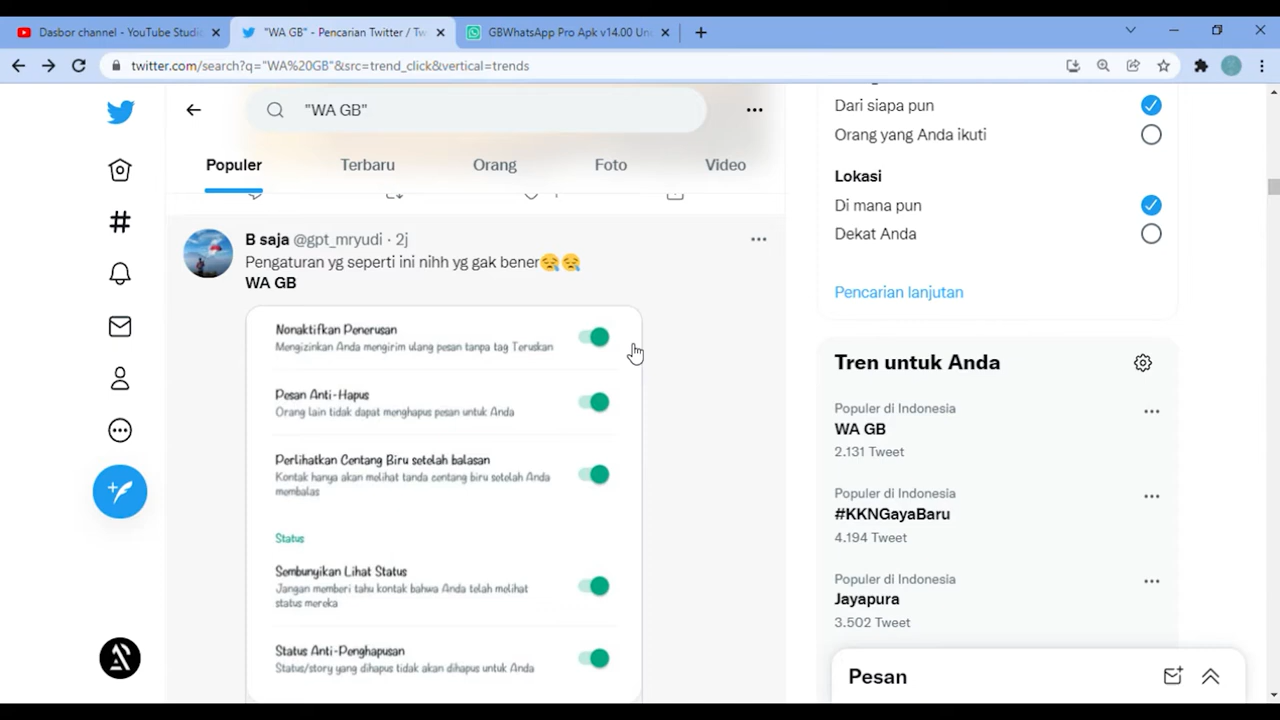 Dasbor channel - YouTube Studi
"WA GB" - Pencarian Twitter / Tw
GBWhatsApp Pro Apk v14.00 Un
twitter.com/search?q="WA%20GB"&src=trend_click&vertical=trends
"WA GB"
Populer
Terbaru
Orang
Foto
Video
B saja @gpt_mryudi · 2j
Pengaturan yg seperti ini nihh yg gak bener😪😪
WA GB
Nonaktifkan Penerusan
Mengizinkan Anda mengirim ulang pesan tanpa tag Teruskan
Pesan Anti-Hapus
Orang lain tidak dapat menghapus pesan untuk Anda
Perlihatkan Centang Biru setelah balasan
Kontak hanya akan melihat tanda centang biru setelah Anda
membalas
Status
Sembunyikan Lihat Status
Jangan memberi tahu kontak bahwa Anda telah melihat
status mereka
Status Anti-Penghapusan
Status/story yang dihapus tidak akan dihapus untuk Anda
Dari siapa pun
Orang yang Anda ikuti
Lokasi
Di mana pun
Dekat Anda
Pencarian lanjutan
Tren untuk Anda
Populer di Indonesia
WA GB
2.131 Tweet
Populer di Indonesia
#KKNGayaBaru
4.194 Tweet
Populer di Indonesia
Jayapura
3.502 Tweet
Pesan